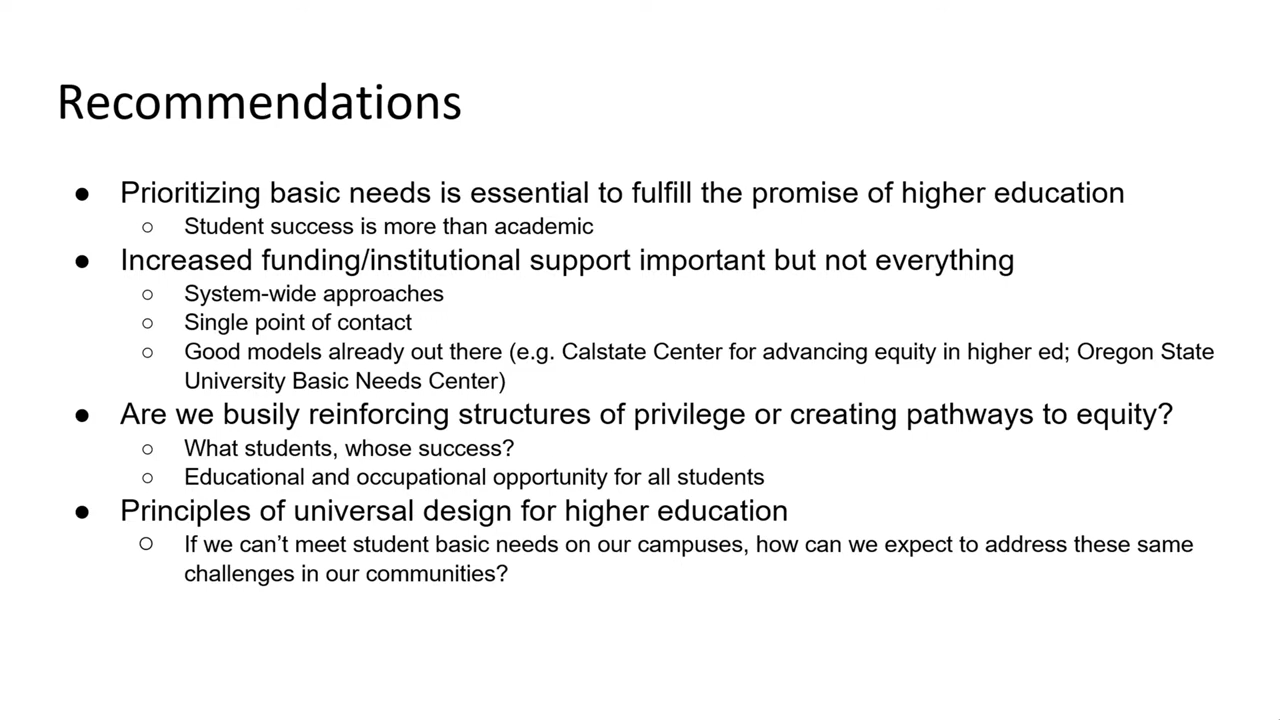 Recommendations
● Prioritizing basic needs is essential to fulfill the promise of higher education
○ Student success is more than academic
● Increased funding/institutional support important but not everything
○ System-wide approaches
○ Single point of contact
○ Good models already out there (e.g. Calstate Center for advancing equity in higher ed; Oregon State
University Basic Needs Center)
● Are we busily reinforcing structures of privilege or creating pathways to equity?
○ What students, whose success?
○ Educational and occupational opportunity for all students
● Principles of universal design for higher education
○ If we can’t meet student basic needs on our campuses, how can we expect to address these same
challenges in our communities?